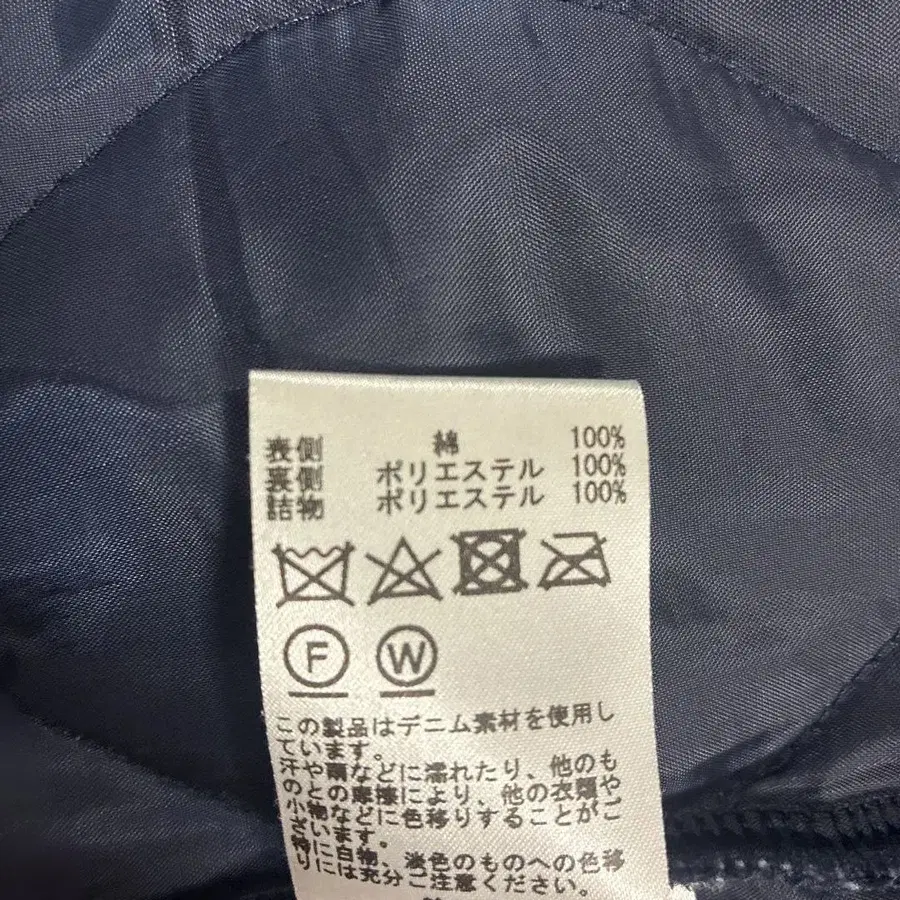 表側 綿 100%
裏側 ポリエステル 100%
詰物 ポリエステル 100%
F W
この製品はデニム素材を使用し
ています。
汗や雨などに濡れたり、他のも
のとの摩擦により、他の衣類や
小物などに色移りすることがご
ざいます。
特に白物、淡色のものへの色移
りには充分ご注意ください。